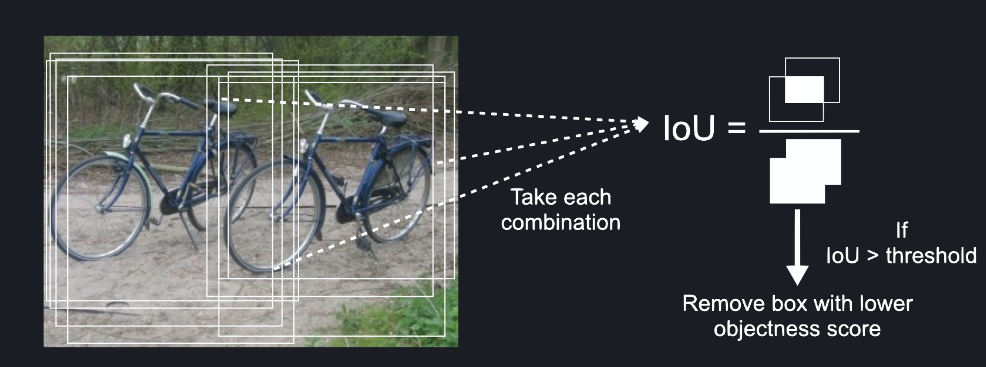 IoU =
Take each
combination
If
IoU > threshold
Remove box with lower
objectness score